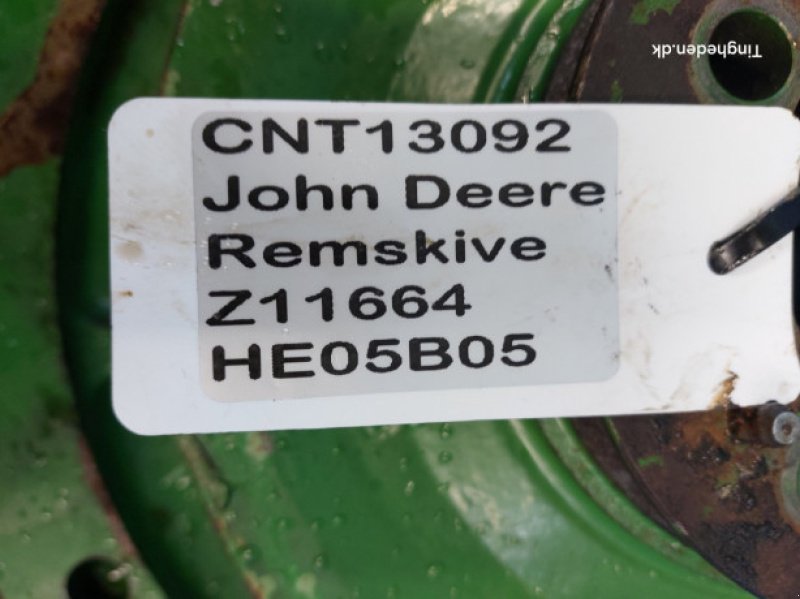 Tingheden.dk
CNT13092
John Deere
Remskive
Z11664
HE05B05